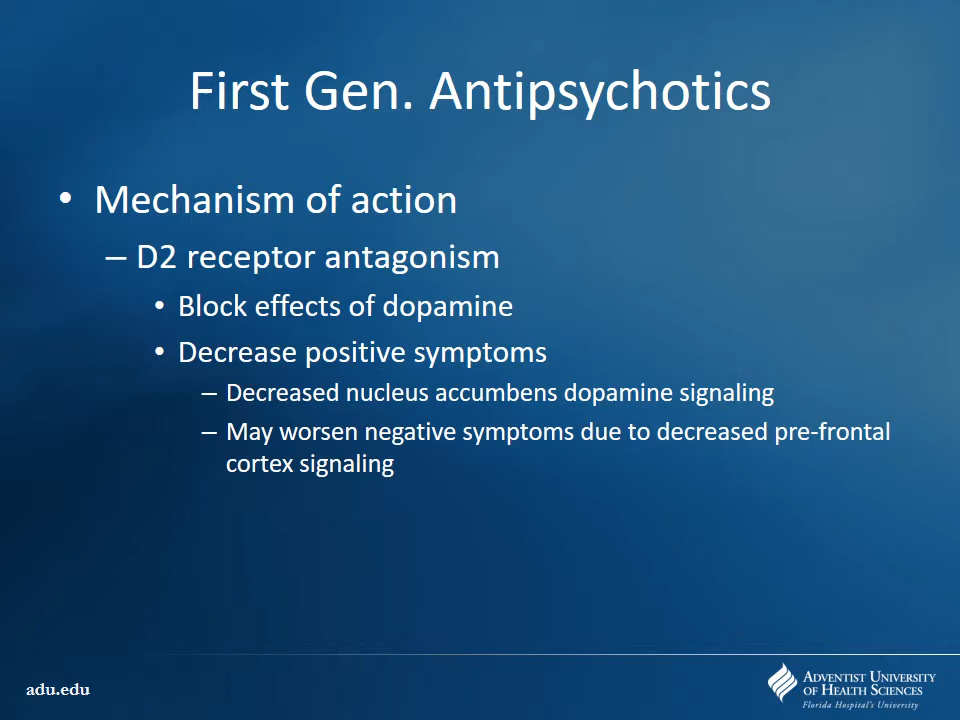 First Gen. Antipsychotics
• Mechanism of action
– D2 receptor antagonism
• Block effects of dopamine
• Decrease positive symptoms
– Decreased nucleus accumbens dopamine signaling
– May worsen negative symptoms due to decreased pre-frontal
cortex signaling
adu.edu
Adventist University
of Health Sciences
Florida Hospital's University